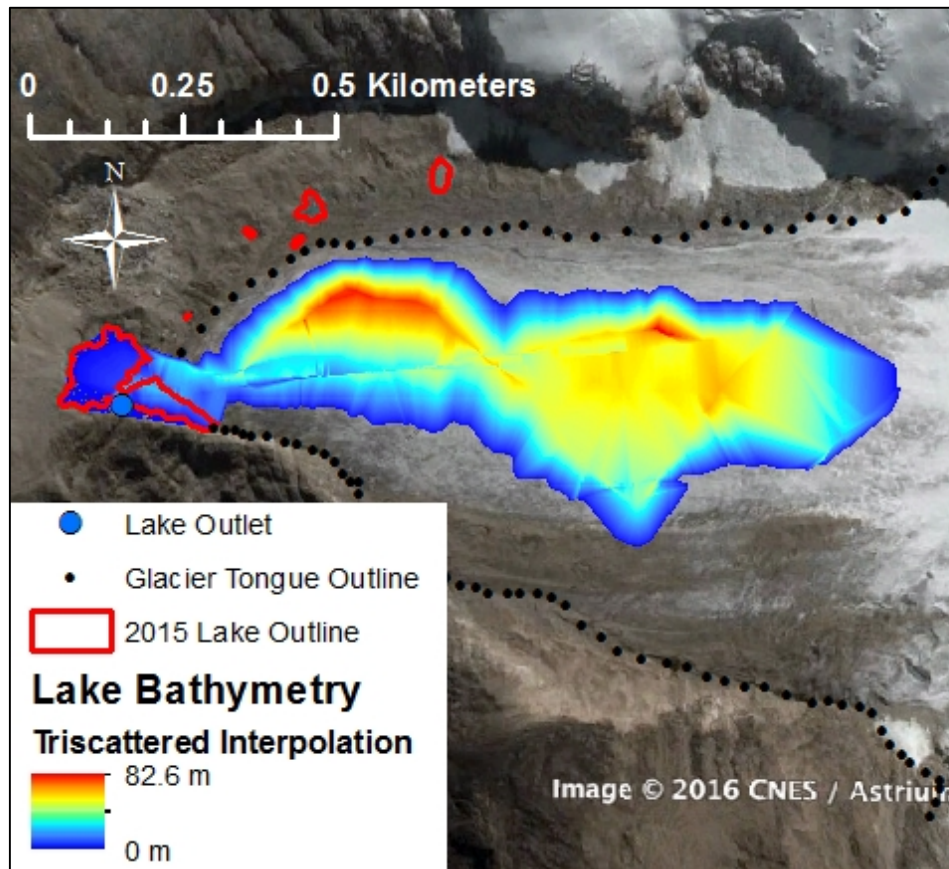 0 0.25 0.5 Kilometers
N
Lake Outlet
Glacier Tongue Outline
2015 Lake Outline
Lake Bathymetry
Triscattered Interpolation
82.6 m
0 m
Image © 2016 CNES / Astrium